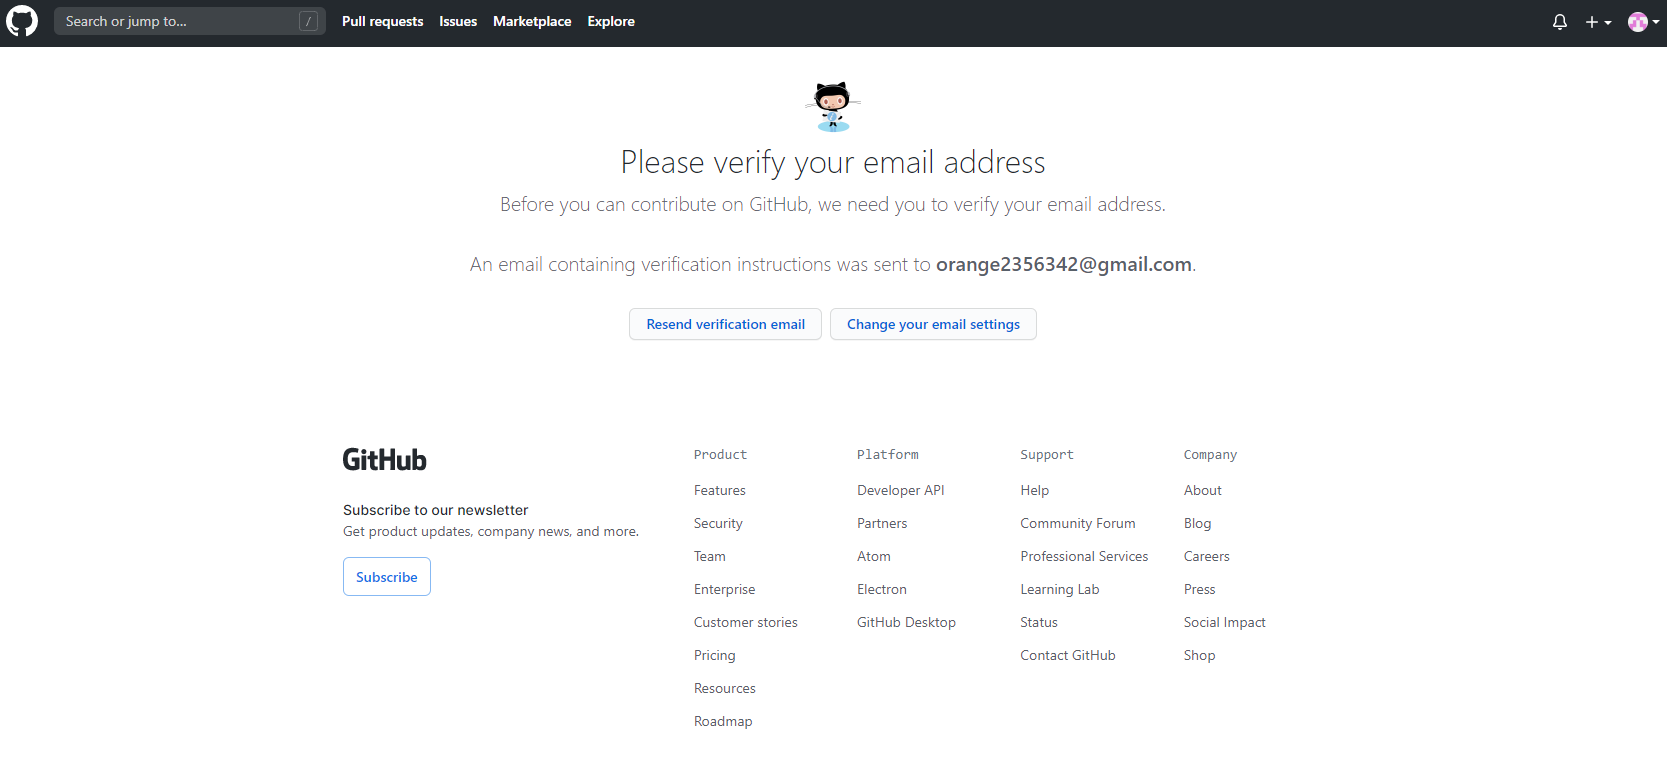 Search or jump to... /
Pull requests Issues Marketplace Explore
Please verify your email address
Before you can contribute on GitHub, we need you to verify your email address.
An email containing verification instructions was sent to orange2356342@gmail.com.
Resend verification email
Change your email settings
GitHub
Subscribe to our newsletter
Get product updates, company news, and more.
Subscribe
Product
Features
Security
Team
Enterprise
Customer stories
Pricing
Resources
Roadmap
Platform
Developer API
Partners
Atom
Electron
GitHub Desktop
Support
Help
Community Forum
Professional Services
Learning Lab
Status
Contact GitHub
Company
About
Blog
Careers
Press
Social Impact
Shop